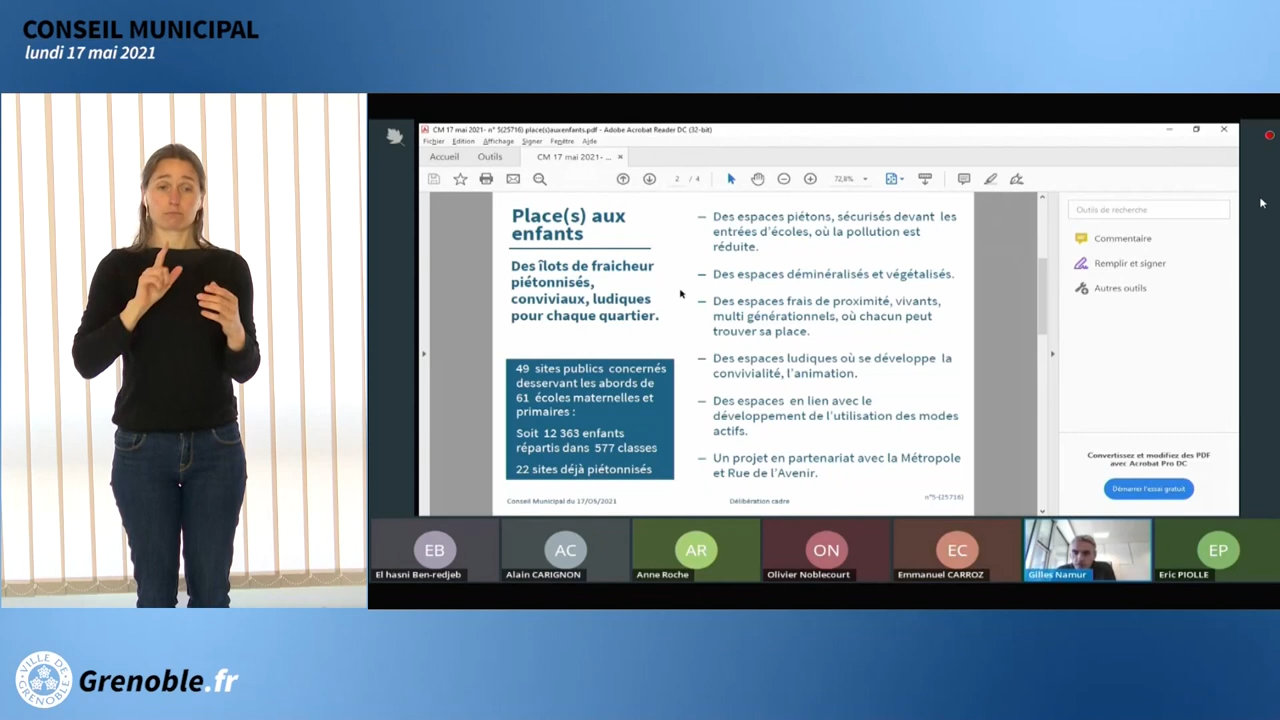 CONSEIL MUNICIPAL
lundi 17 mai 2021
CM 17 mai 2021- n° 5(25716) place(s)auxenfants.pdf - Adobe Acrobat Reader DC (32-bit)
Fichier Edition Affichage Signer Fenêtre Aide
Accueil Outils CM 17 mai 2021- ... ×
2 / 4 72,8%
Place(s) aux
enfants
Des îlots de fraicheur
piétonnisés,
conviviaux, ludiques
pour chaque quartier.
49 sites publics concernés
desservant les abords de
61 écoles maternelles et
primaires :
Soit 12 363 enfants
répartis dans 577 classes
22 sites déjà piétonnisés
– Des espaces piétons, sécurisés devant les
entrées d'écoles, où la pollution est
réduite.
– Des espaces déminéralisés et végétalisés.
– Des espaces frais de proximité, vivants,
multi générationnels, où chacun peut
trouver sa place.
– Des espaces ludiques où se développe la
convivialité, l'animation.
– Des espaces en lien avec le
développement de l'utilisation des modes
actifs.
– Un projet en partenariat avec la Métropole
et Rue de l'Avenir.
Conseil Municipal du 17/05/2021
Délibération cadre
n°5-(25716)
Outils de recherche
Commentaire
Remplir et signer
Autres outils
Convertissez et modifiez des PDF
avec Acrobat Pro DC
Démarrer l'essai gratuit
EB
El hasni Ben-redjeb
AC
Alain CARIGNON
AR
Anne Roche
ON
Olivier Noblecourt
EC
Emmanuel CARROZ
Gilles Namur
EP
Eric PIOLLE
VILLE DE
GRENOBLE
Grenoble.fr